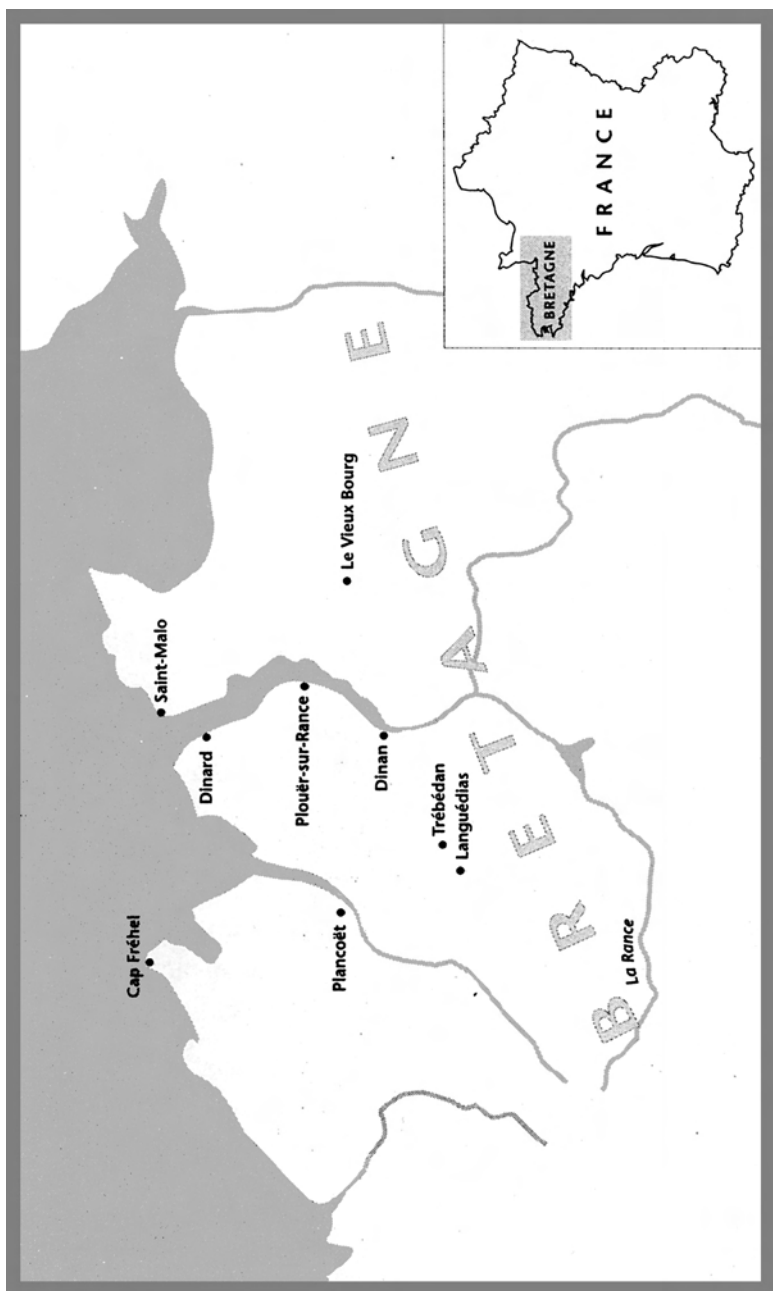 Cap Fréhel
Saint-Malo
Dinard
Plouër-sur-Rance
Plancoët
Le Vieux Bourg
Dinan
Trébédan
Languédias
La Rance
BRETAGNE
FRANCE
BRETAGNE